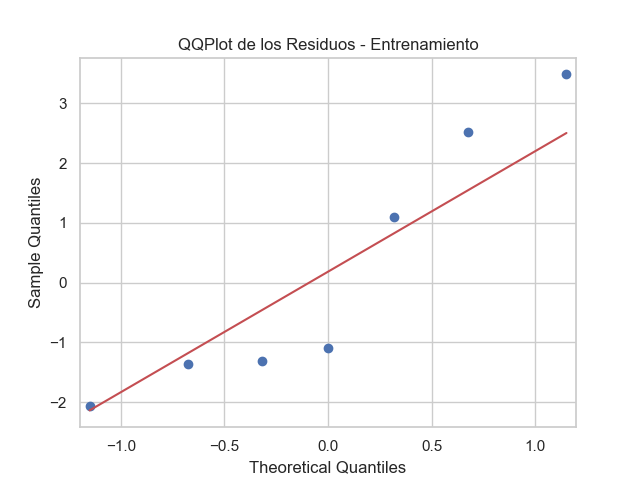 QQPlot de los Residuos - Entrenamiento
Sample Quantiles
3
2
1
0
−1
−2
−1.0 −0.5 0.0 0.5 1.0
Theoretical Quantiles